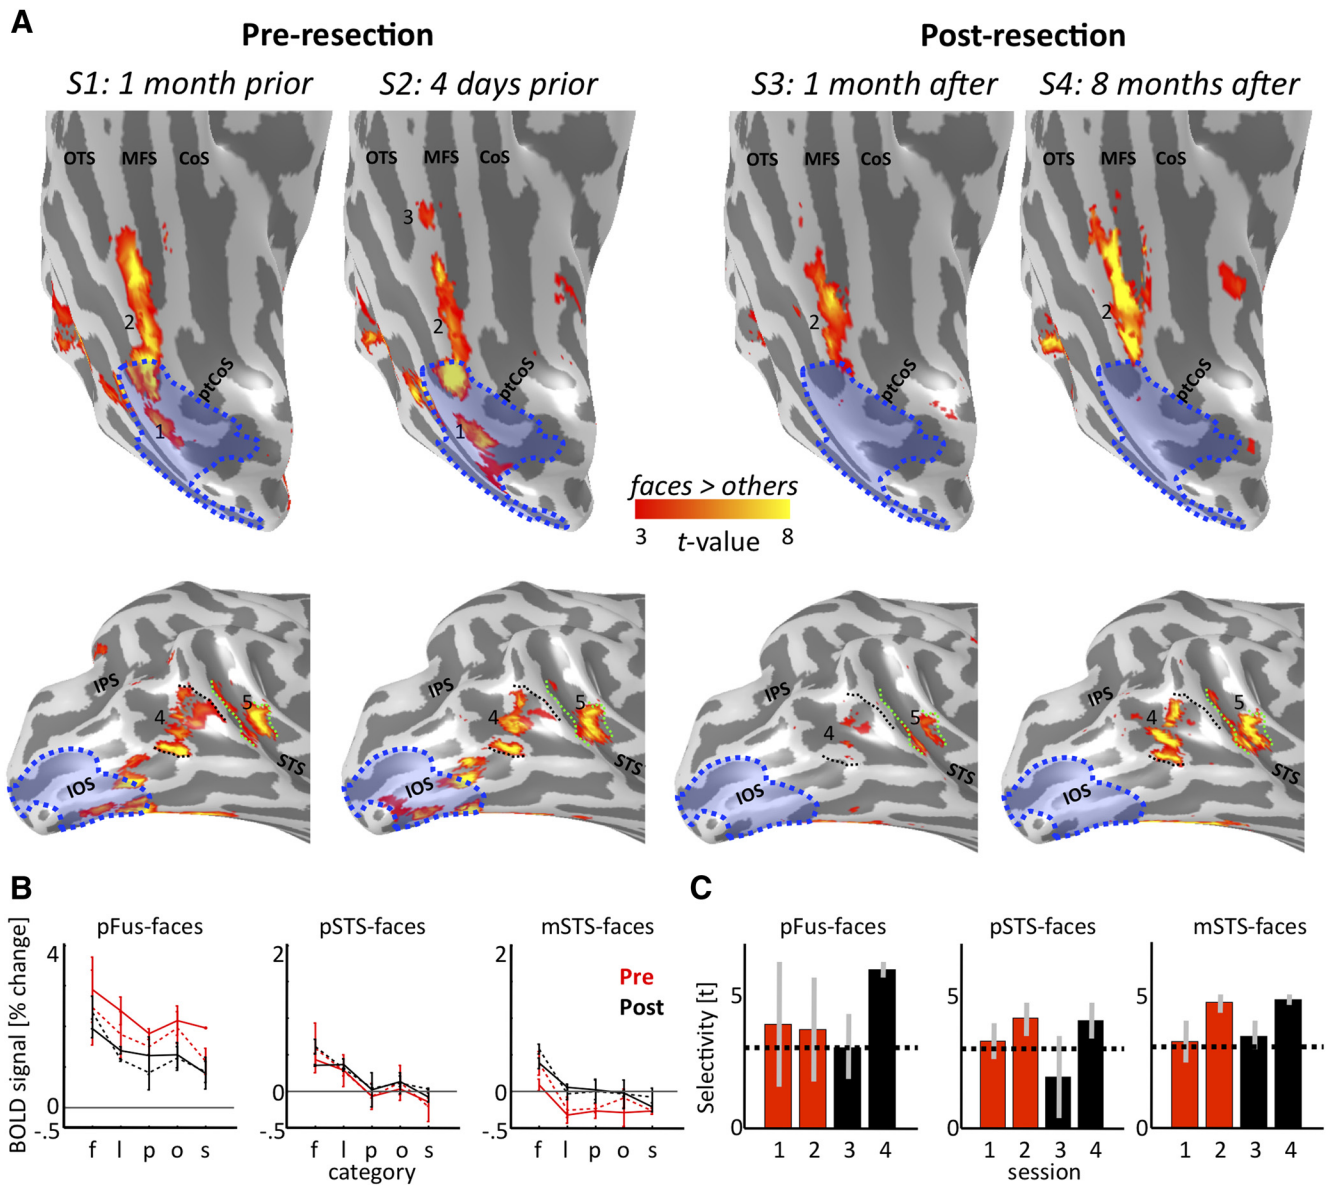 A
Pre-resection
Post-resection
S1: 1 month prior
S2: 4 days prior
S3: 1 month after
S4: 8 months after
OTS MFS CoS
OTS MFS CoS
OTS MFS CoS
OTS MFS CoS
3
2
2
2
2
ptCoS
ptCoS
ptCoS
ptCoS
1
1
faces > others
3 t-value 8
IPS
4
5
STS
IOS
IPS
4
5
STS
IOS
IPS
4
5
STS
IOS
IPS
4
5
STS
IOS
B
pFus-faces
pSTS-faces
mSTS-faces
BOLD signal [% change]
4
0
-.5
2
0
-.5
2
0
-.5
Pre
Post
f l p o s
f l p o s
f l p o s
category
C
pFus-faces
pSTS-faces
mSTS-faces
Selectivity [t]
5
0
5
0
5
0
1 2 3 4
1 2 3 4
1 2 3 4
session